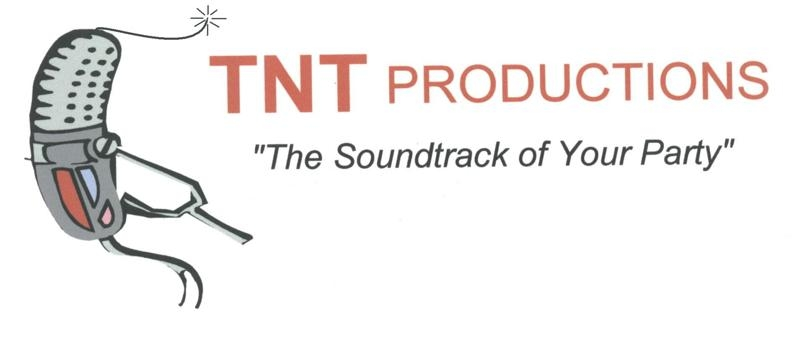 TNT PRODUCTIONS
"The Soundtrack of Your Party"